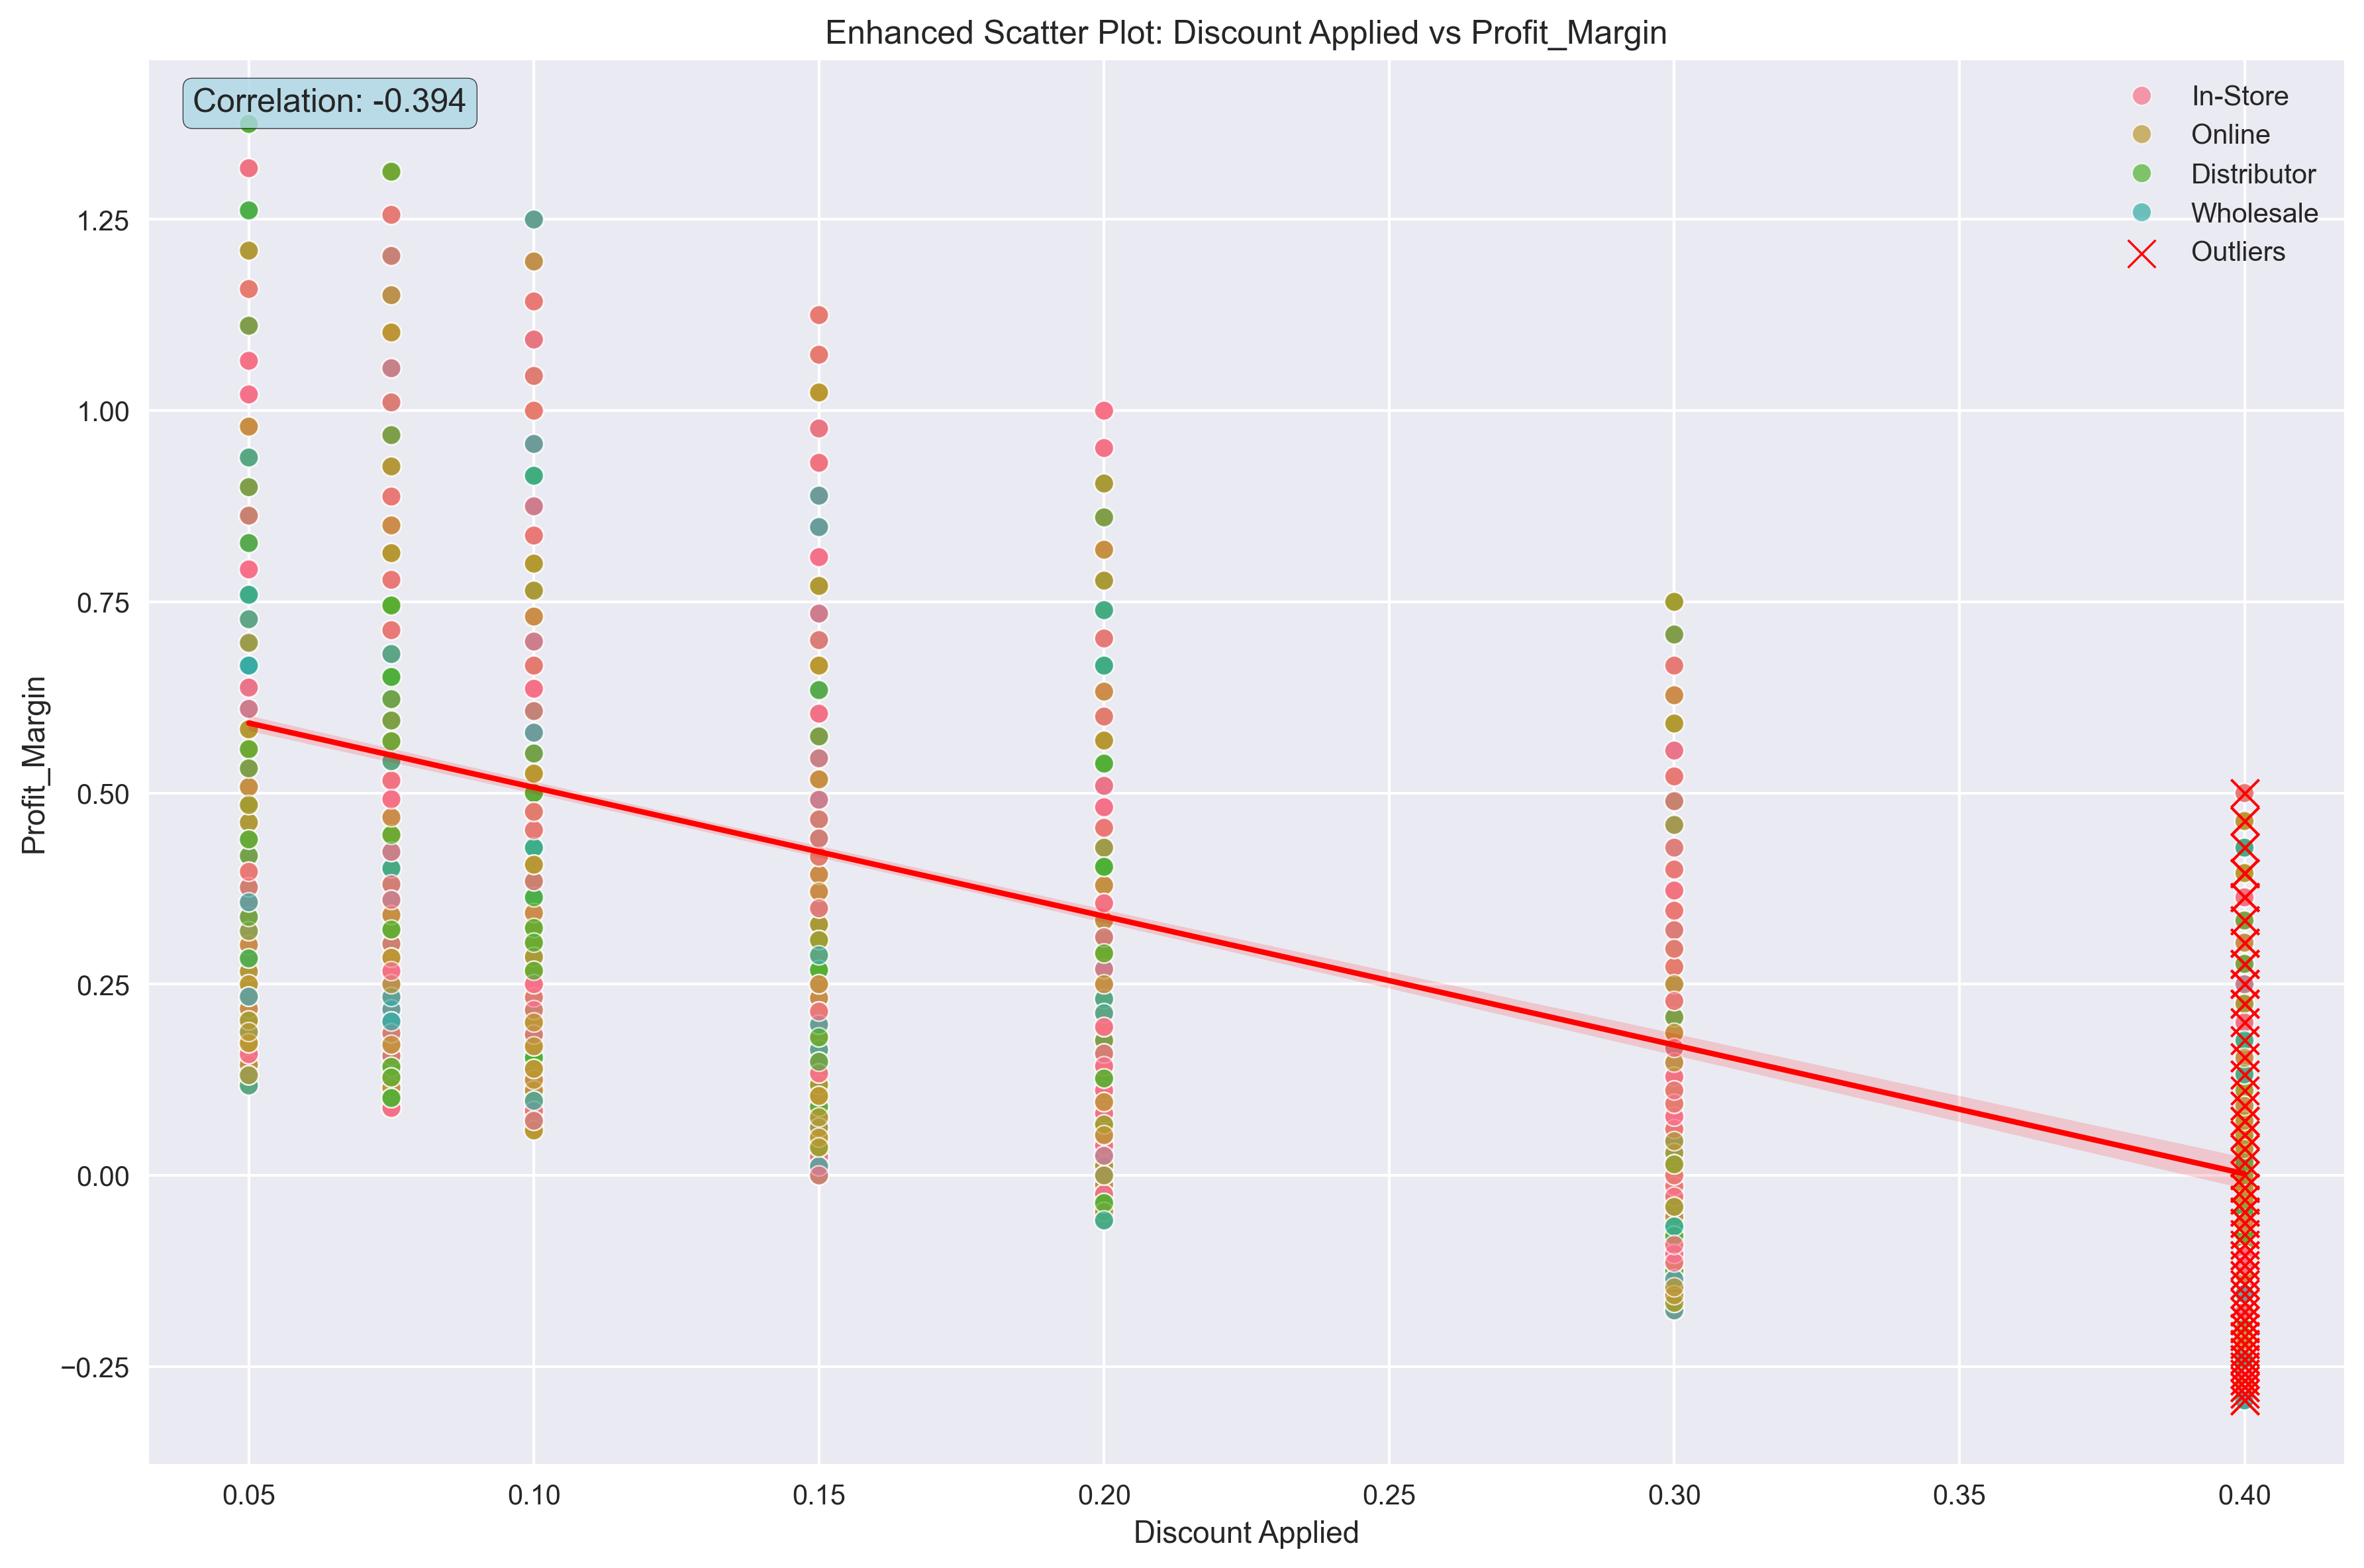 Enhanced Scatter Plot: Discount Applied vs Profit_Margin
Correlation: -0.394
In-Store
Online
Distributor
Wholesale
Outliers
Profit_Margin
1.25
1.00
0.75
0.50
0.25
0.00
−0.25
0.05 0.10 0.15 0.20 0.25 0.30 0.35 0.40
Discount Applied